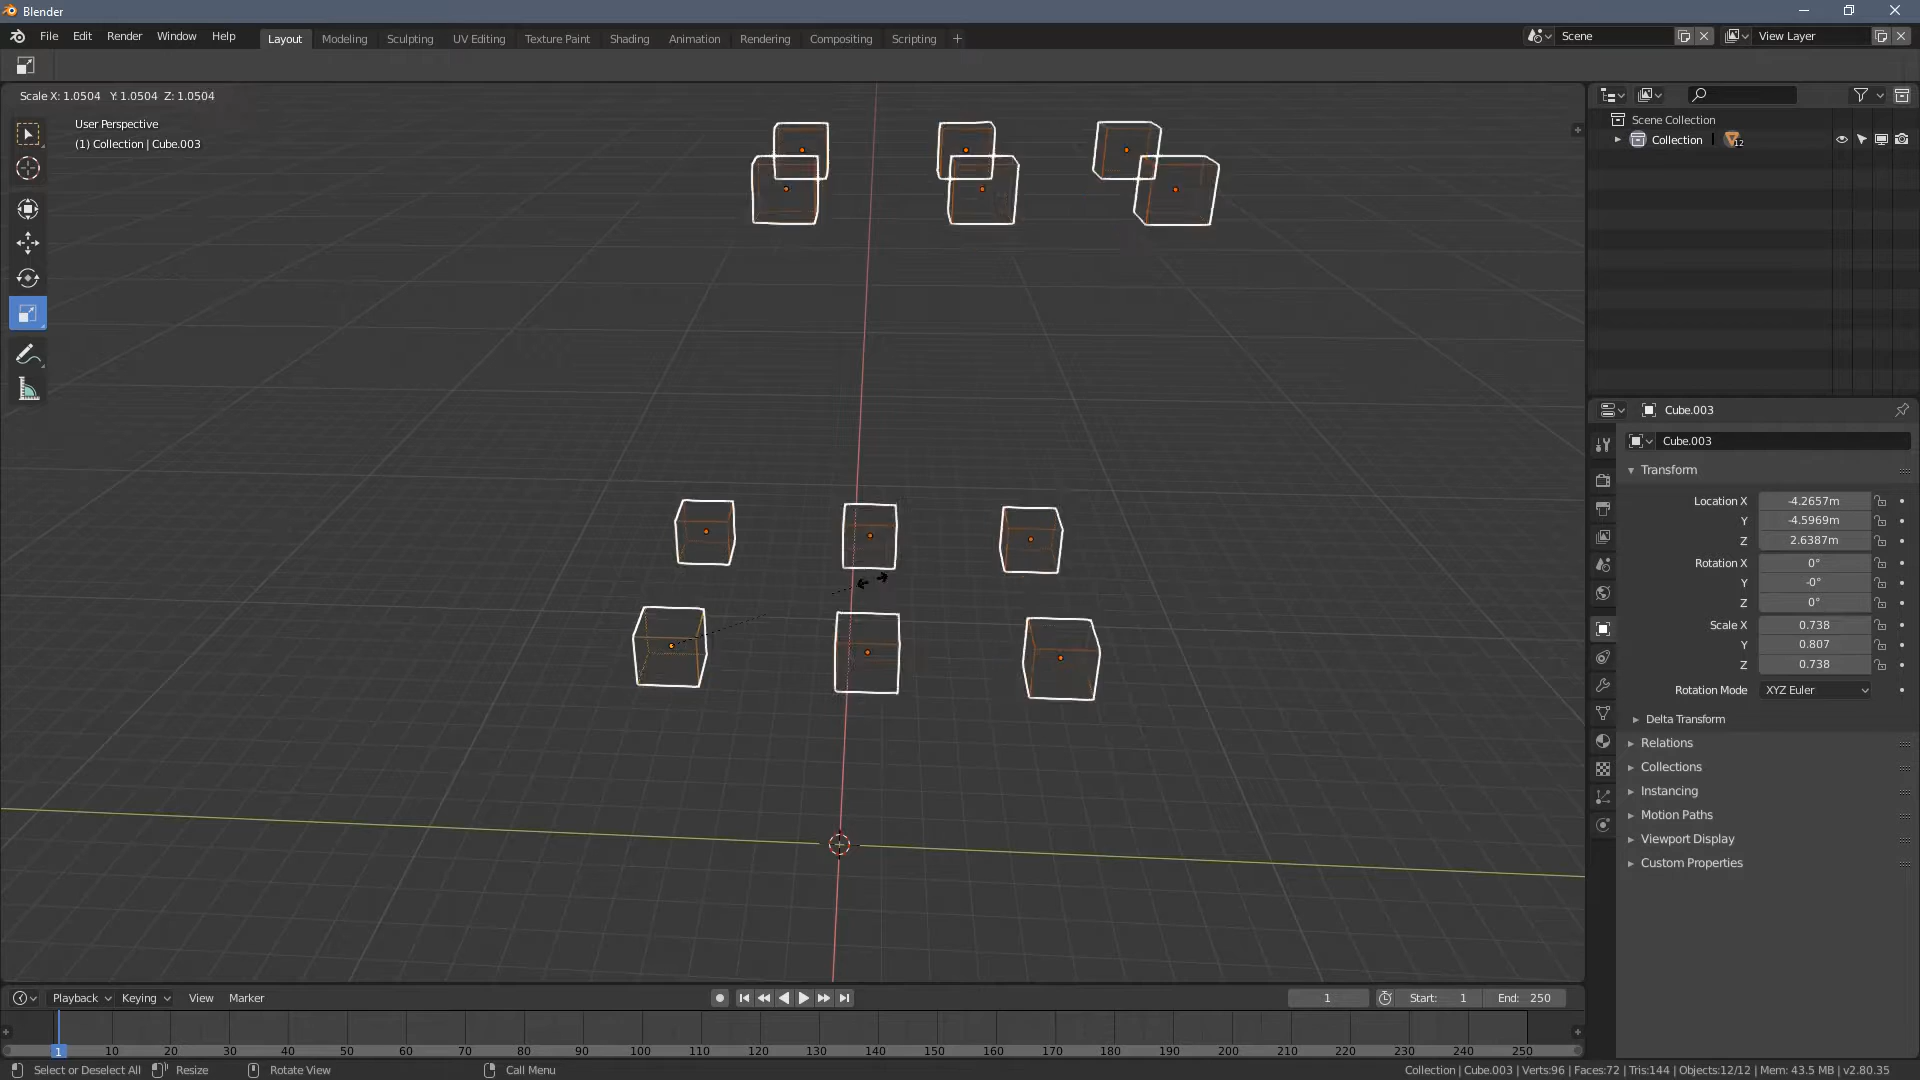 Blender
File Edit Render Window Help Layout Modeling Sculpting UV Editing Texture Paint Shading Animation Rendering Compositing Scripting Scene View Layer
Scale X: 1.0504 Y: 1.0504 Z: 1.0504
User Perspective
(1) Collection | Cube.003
Scene Collection
Collection 12
Cube.003
Cube.003
Transform
Location X -4.2657m
Y -4.5969m
Z 2.6387m
Rotation X 0°
Y -0°
Z 0°
Scale X 0.738
Y 0.807
Z 0.738
Rotation Mode XYZ Euler
Delta Transform
Relations
Collections
Instancing
Motion Paths
Viewport Display
Custom Properties
Playback Keying View Marker 1 Start: 1 End: 250
1 10 20 30 40 50 60 70 80 90 100 110 120 130 140 150 160 170 180 190 200 210 220 230 240 250
Select or Deselect All Resize Rotate View Call Menu Collection | Cube.003 | Verts:96 | Faces:72 | Tris:144 | Objects:12/12 | Mem: 43.5 MB | v2.80.35